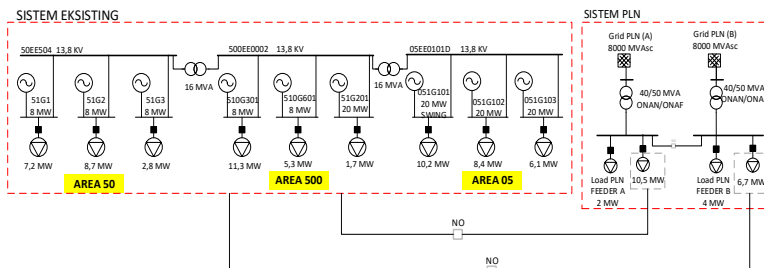 SISTEM EKSISTING
SISTEM PLN
50EE504 13,8 KV
500EE0002 13,8 KV
05EE0101D 13,8 KV
16 MVA
16 MVA
51G1
8 MW
51G2
8 MW
51G3
8 MW
510G301
8 MW
510G601
8 MW
51G201
20 MW
051G101
20 MW
SWING
051G102
20 MW
051G103
20 MW
7,2 MW
8,7 MW
2,8 MW
11,3 MW
5,3 MW
1,7 MW
10,2 MW
8,4 MW
6,1 MW
AREA 50
AREA 500
AREA 05
Grid PLN (A)
8000 MVAsc
Grid PLN (B)
8000 MVAsc
40/50 MVA
ONAN/ONAF
40/50 MVA
ONAN/ONAF
Load PLN
FEEDER A
2 MW
10,5 MW
Load PLN
FEEDER B
4 MW
6,7 MW
NO
NO